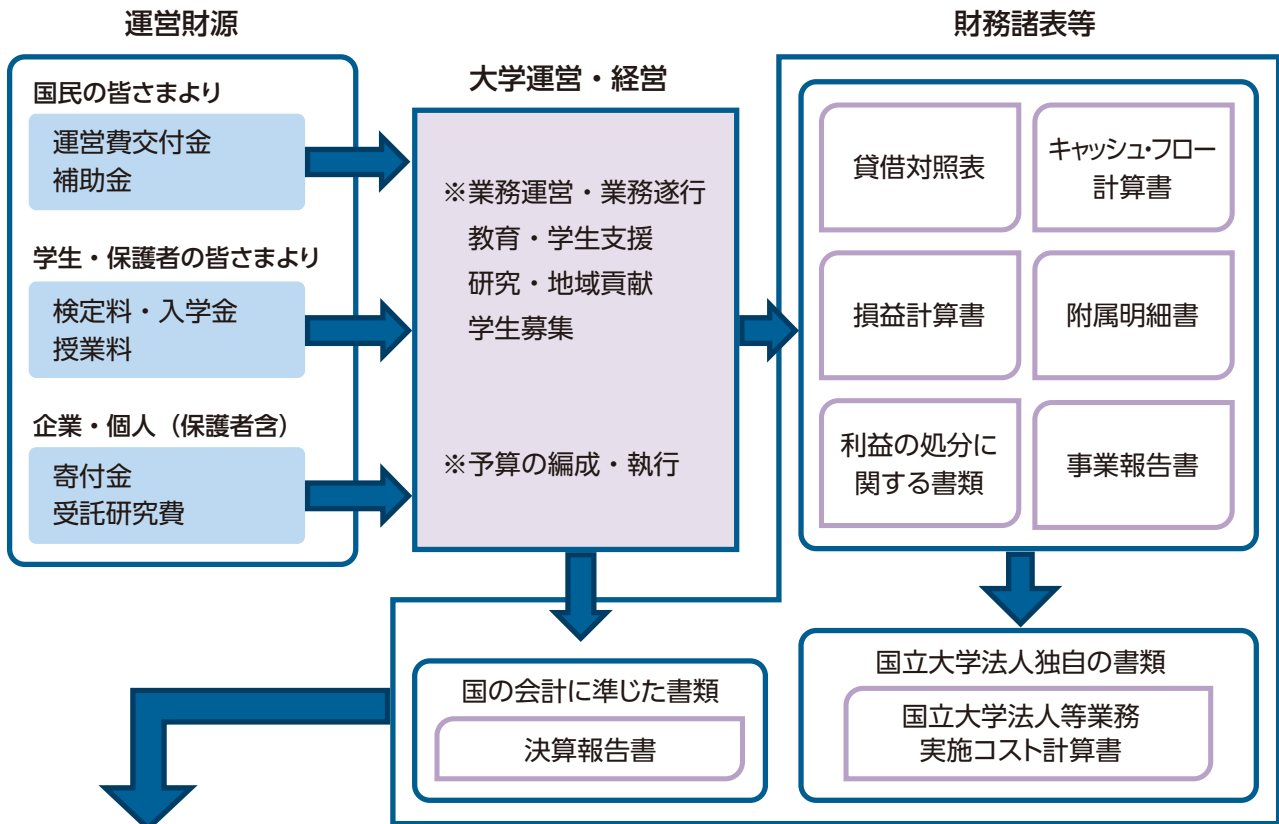 運営財源
国民の皆さまより
運営費交付金
補助金
学生・保護者の皆さまより
検定料・入学金
授業料
企業・個人（保護者含）
寄付金
受託研究費
大学運営・経営
※業務運営・業務遂行
教育・学生支援
研究・地域貢献
学生募集
※予算の編成・執行
財務諸表等
貸借対照表
キャッシュ・フロー
計算書
損益計算書
附属明細書
利益の処分に
関する書類
事業報告書
国の会計に準じた書類
決算報告書
国立大学法人独自の書類
国立大学法人等業務
実施コスト計算書